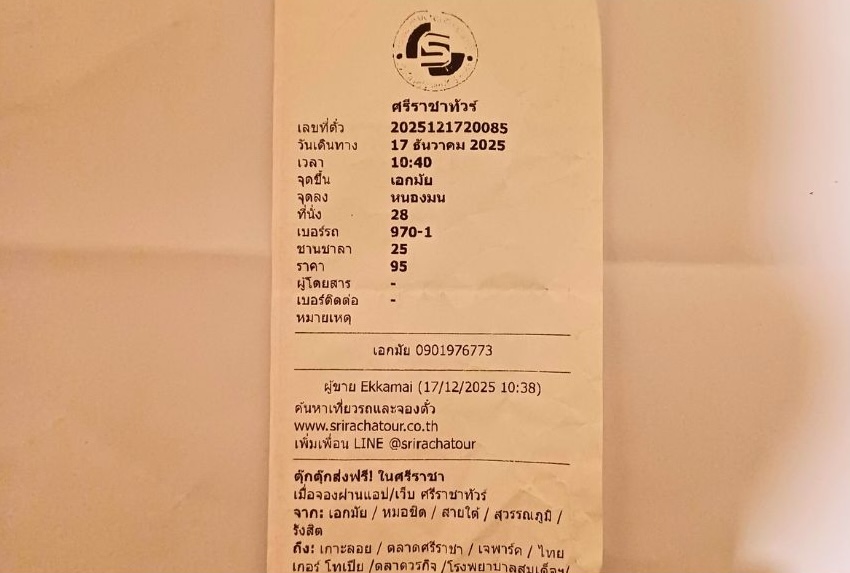 S
ศรีราชาทัวร์
เลขที่ตั๋ว 2025121720085
วันเดินทาง 17 ธันวาคม 2025
เวลา 10:40
จุดขึ้น เอกมัย
จุดลง หนองมน
ที่นั่ง 28
เบอร์รถ 970-1
ชานชาลา 25
ราคา 95
ผู้โดยสาร -
เบอร์ติดต่อ -
หมายเหตุ
เอกมัย 0901976773
ผู้ขาย Ekkamai (17/12/2025 10:38)
ค้นหาเที่ยวรถและจองตั๋ว
www.srirachatour.co.th
เพิ่มเพื่อน LINE @srirachatour
ตุ๊กตุ๊กส่งฟรี! ในศรีราชา
เมื่อจองผ่านแอป/เว็บ ศรีราชาทัวร์
จาก: เอกมัย / หมอชิต / สายใต้ / สุวรรณภูมิ /
รังสิต
ถึง: เกาะลอย / ตลาดศรีราชา / เจพาร์ค / ไทย
เกอร์ โทเปีย /ตลาดวรกิจ /โรงพยาบาลสมเด็จฯ/